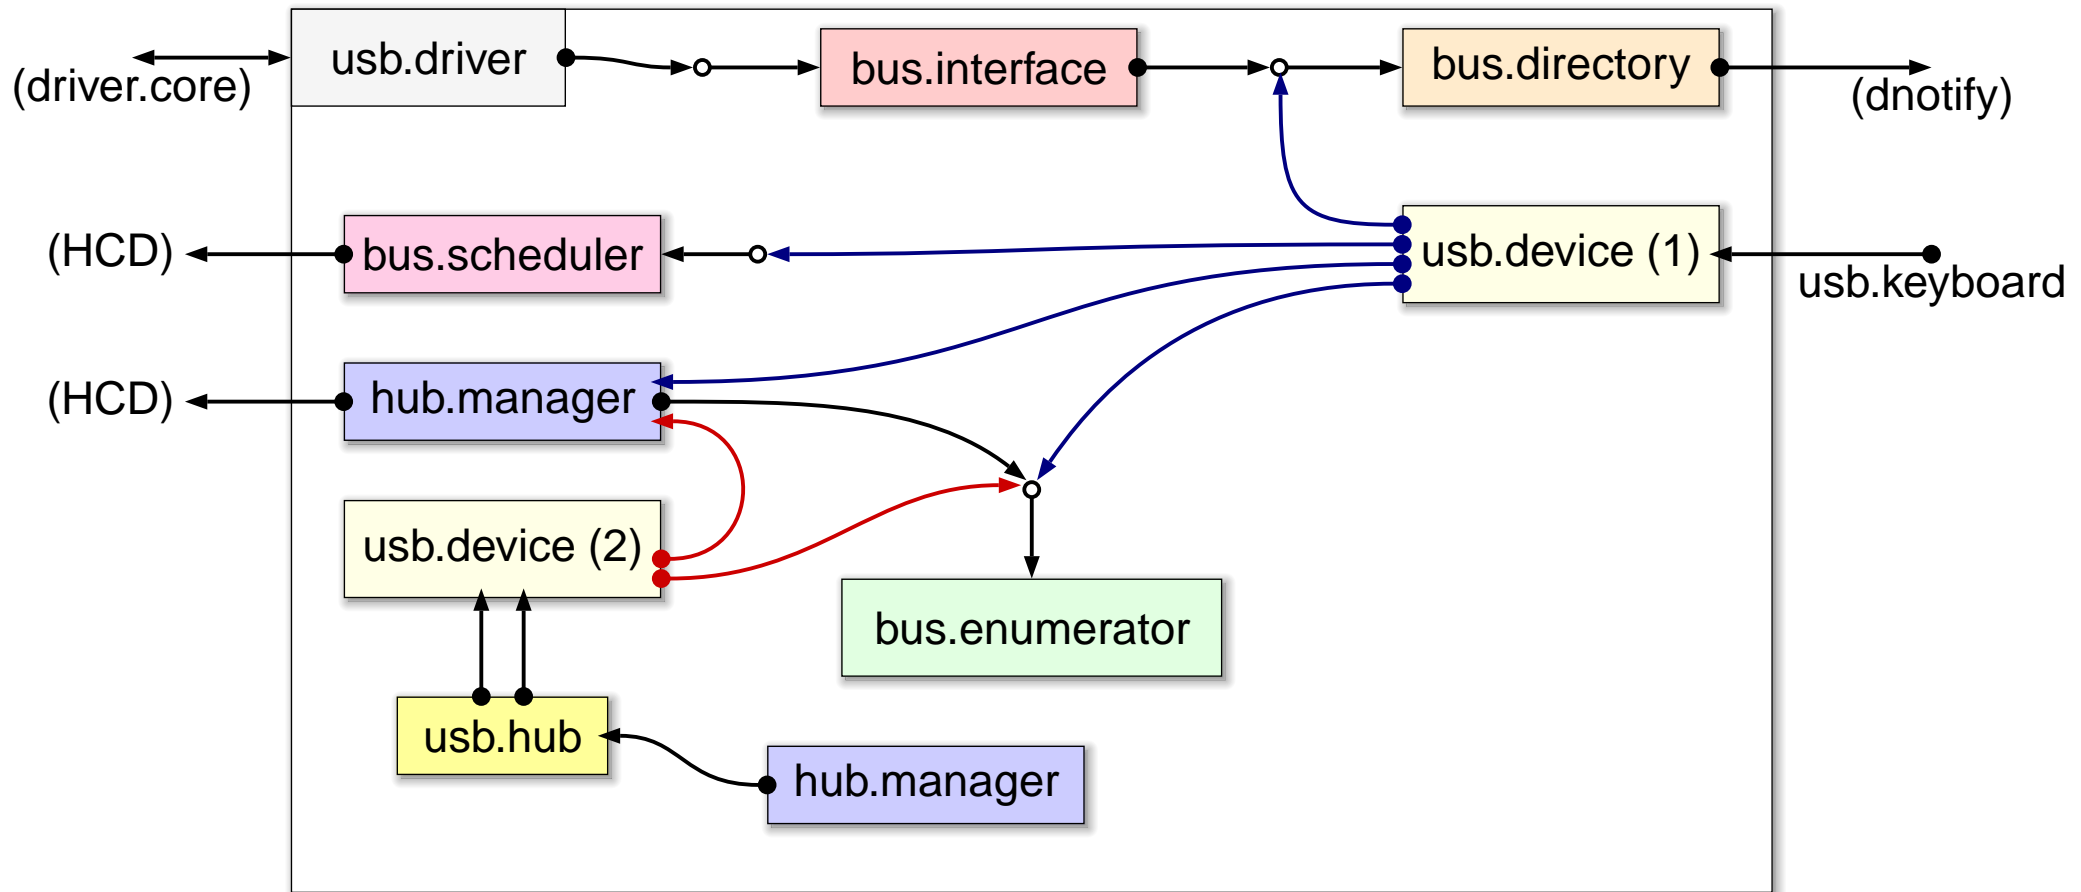 usb.driver
(driver.core)
bus.interface
bus.directory
(dnotify)
(HCD)
bus.scheduler
usb.device (1)
usb.keyboard
(HCD)
hub.manager
usb.device (2)
bus.enumerator
usb.hub
hub.manager